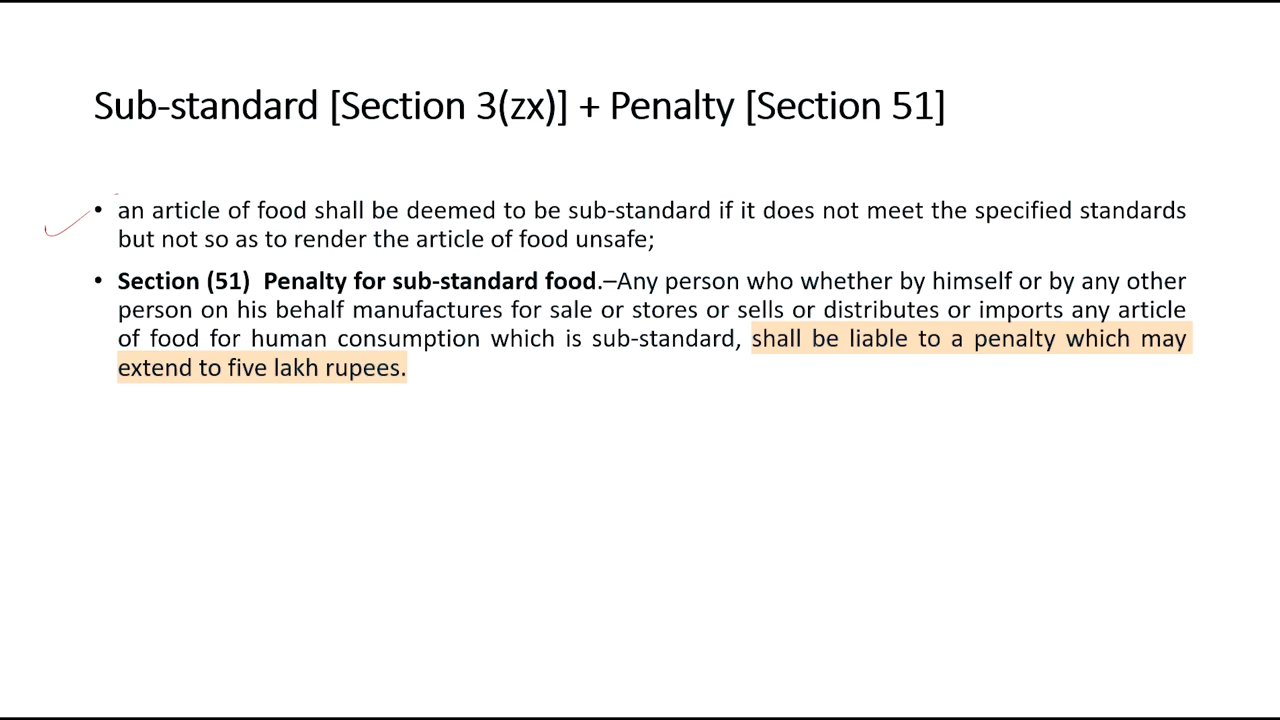 Sub-standard [Section 3(zx)] + Penalty [Section 51]
• an article of food shall be deemed to be sub-standard if it does not meet the specified standards
but not so as to render the article of food unsafe;
• Section (51) Penalty for sub-standard food.–Any person who whether by himself or by any other
person on his behalf manufactures for sale or stores or sells or distributes or imports any article
of food for human consumption which is sub-standard, shall be liable to a penalty which may
extend to five lakh rupees.